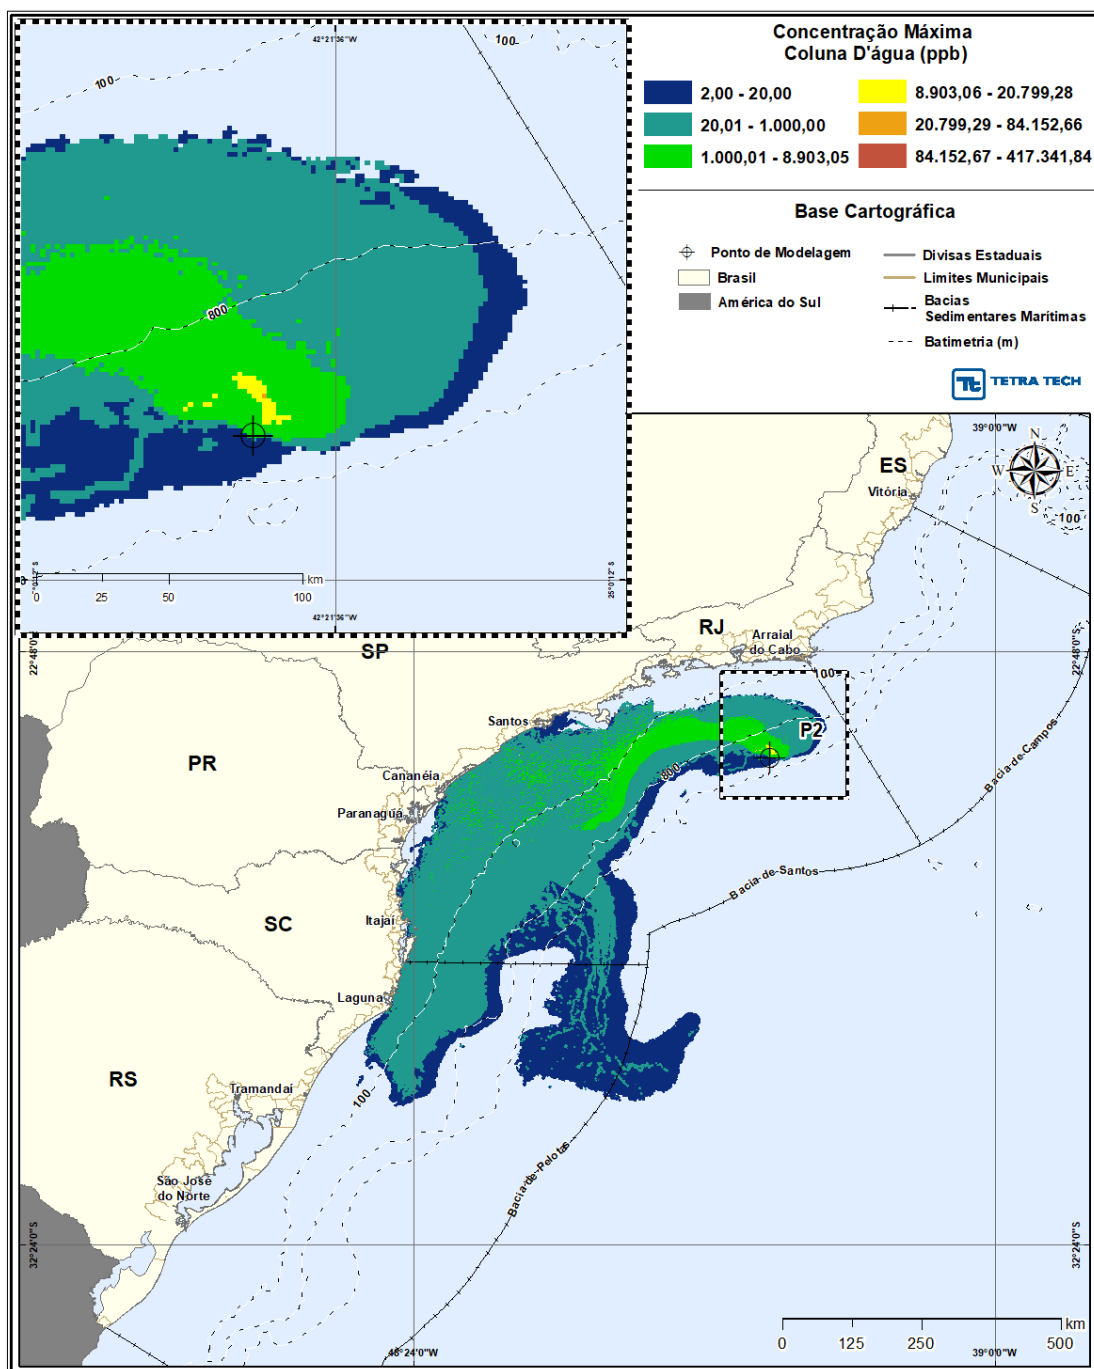 Concentração Máxima
Coluna D'água (ppb)
2,00 - 20,00
20,01 - 1.000,00
1.000,01 - 8.903,05
8.903,06 - 20.799,28
20.799,29 - 84.152,66
84.152,67 - 417.341,84
Base Cartográfica
Ponto de Modelagem
Brasil
América do Sul
Divisas Estaduais
Limites Municipais
Bacias
Sedimentares Marítimas
Batimetria (m)
TETRA TECH
42°21'36"W
100
100
800
0 25 50 100
km
42°21'36"W
25°0'12"S
39°0'0"W
N
W E
S
100
ES
Vitória
RJ
Arraial
do Cabo
SP
22°48'0"S
100
Santos
P2
PR
Cananéia
800
Bacia de Campos
Paranaguá
Bacia de Santos
SC
Itajaí
Laguna
RS
Tramandaí
100
Bacia de Pelotas
São José
do Norte
32°24'0"S
32°24'0"S
km
0 125 250 500
48°24'0"W
39°0'0"W